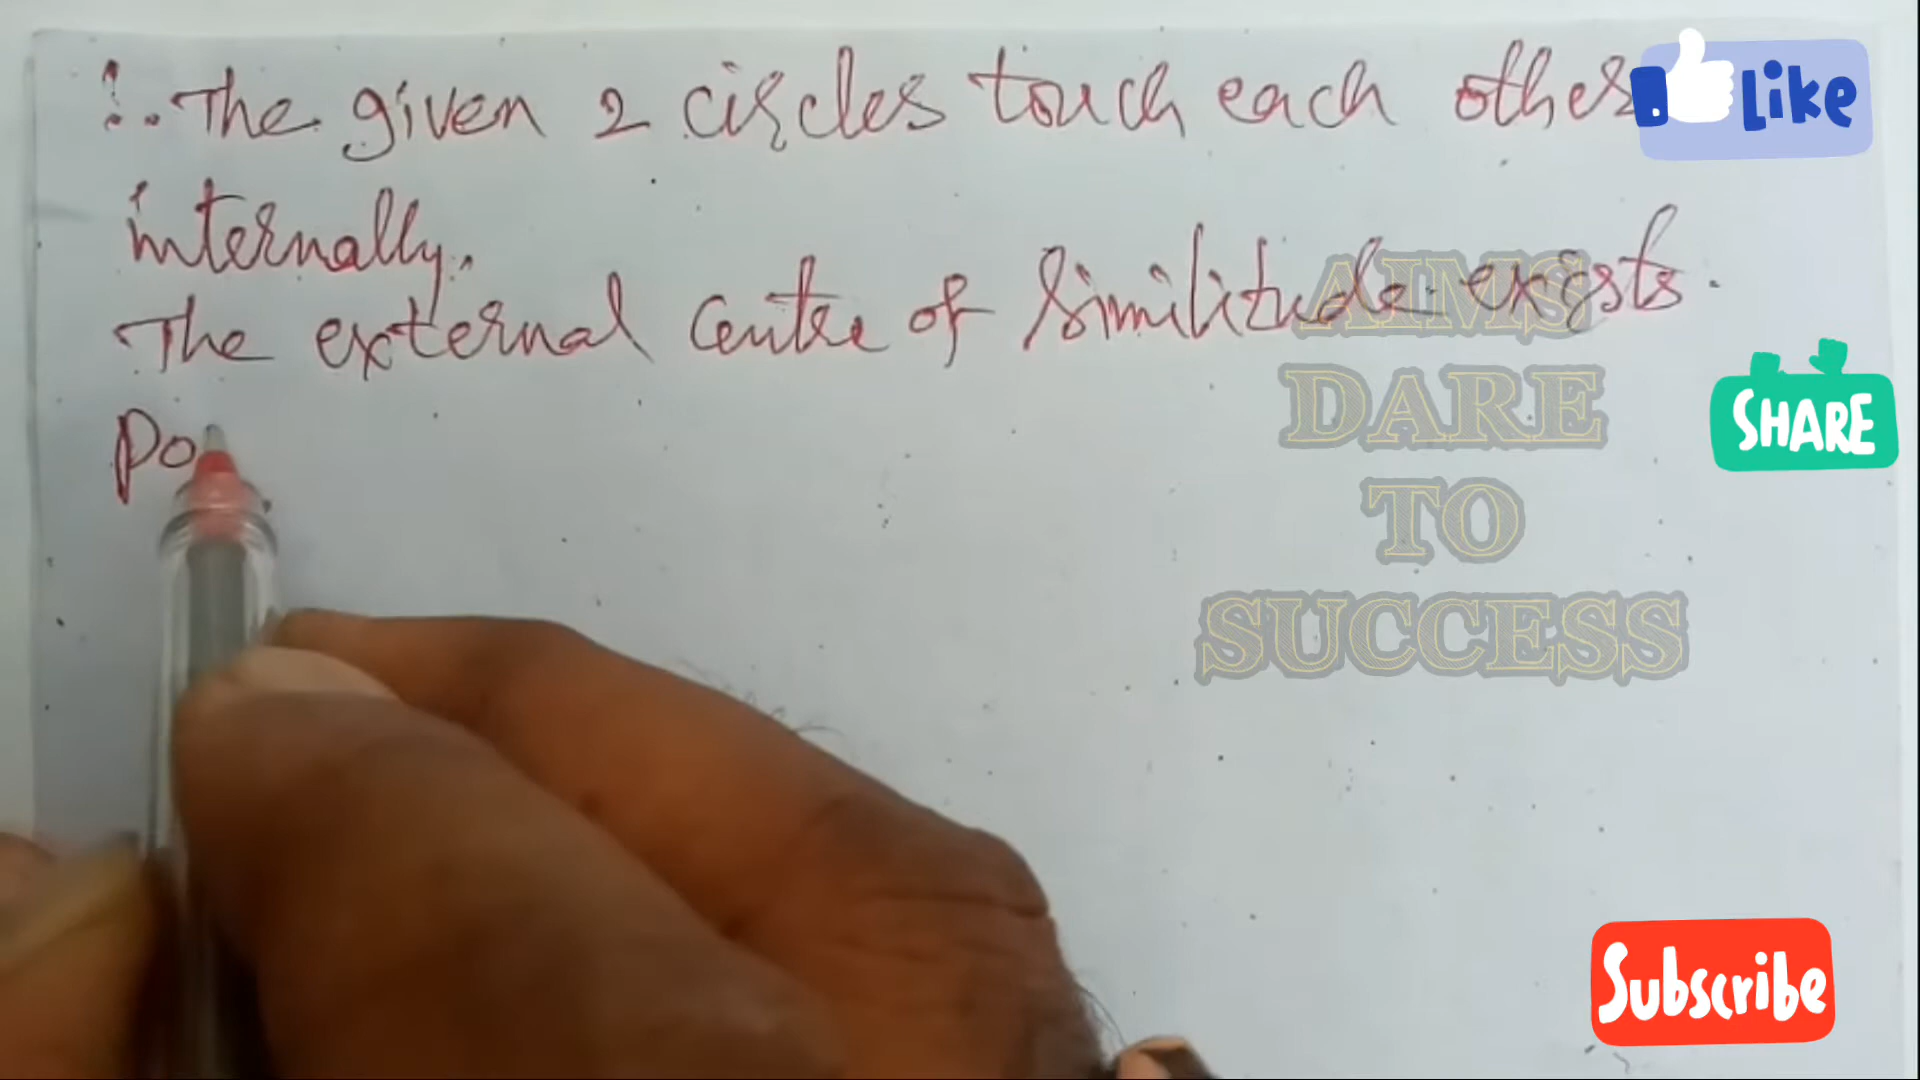 ∴ The given 2 circles touch each other
internally.
The external centre of similitude exists.
Po
Like
AIMS
DARE
TO
SUCCESS
SHARE
Subscribe